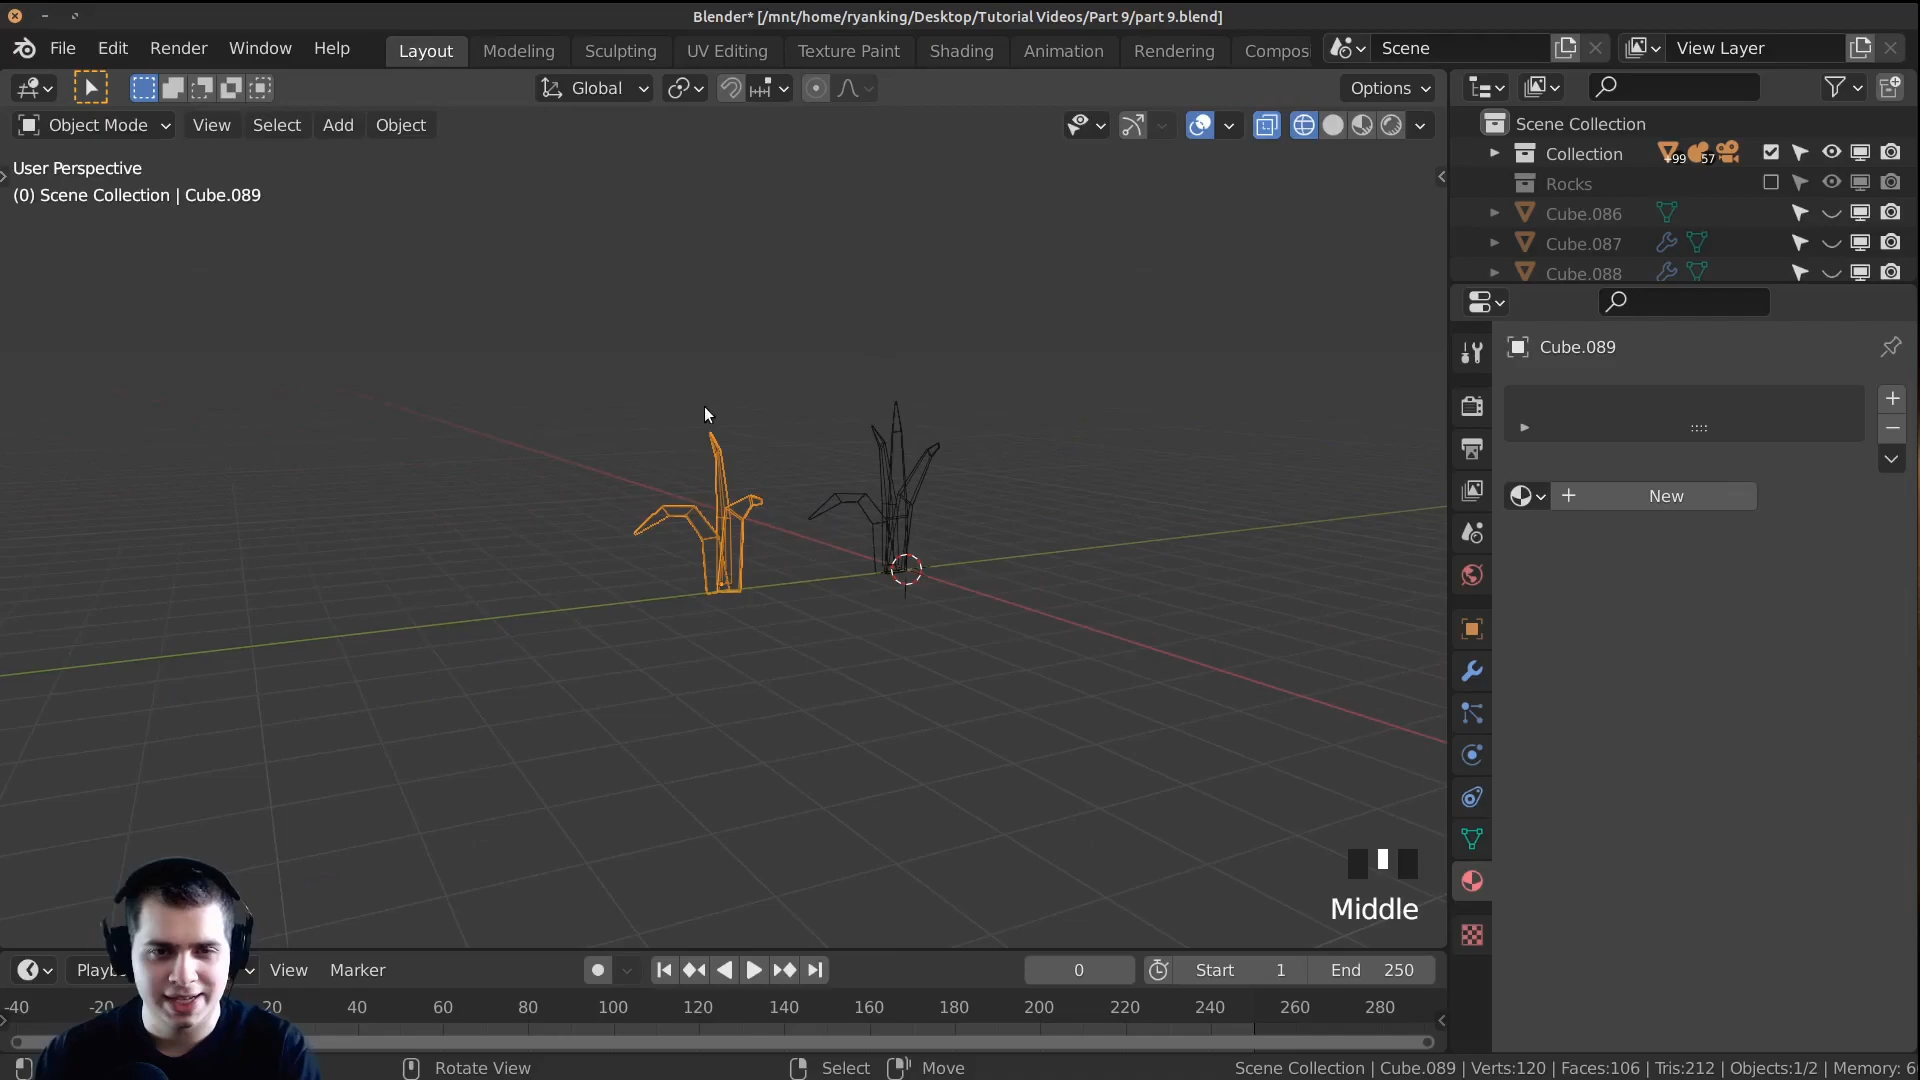 Blender* [/mnt/home/ryanking/Desktop/Tutorial Videos/Part 9/part 9.blend]
File Edit Render Window Help Layout Modeling Sculpting UV Editing Texture Paint Shading Animation Rendering Compos Scene View Layer
Global Options
Object Mode View Select Add Object
User Perspective
(0) Scene Collection | Cube.089
Scene Collection
Collection +99 57
Rocks
Cube.086
Cube.087
Cube.088
Cube.089
New
Middle
Playb View Marker 0 Start 1 End 250
-40 -20 20 40 60 80 100 120 140 160 180 200 220 240 260 280
Rotate View Select Move Scene Collection | Cube.089 | Verts:120 | Faces:106 | Tris:212 | Objects:1/2 | Memory: 6